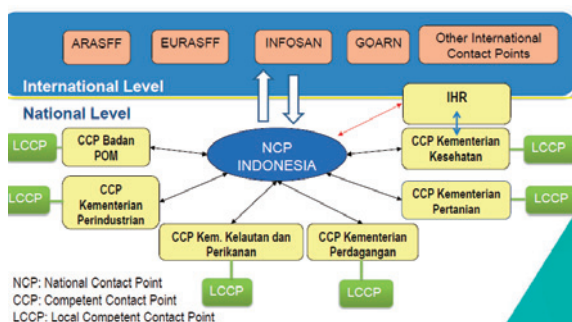 ARASFF
EURASFF
INFOSAN
GOARN
Other International
Contact Points
International Level
National Level
IHR
NCP
INDONESIA
LCCP
CCP Badan
POM
CCP Kementerian
Kesehatan
LCCP
LCCP
CCP
Kementerian
Perindustrian
CCP Kementerian
Pertanian
LCCP
CCP Kem. Kelautan dan
Perikanan
CCP Kementerian
Perdagangan
LCCP
LCCP
NCP: National Contact Point
CCP: Competent Contact Point
LCCP: Local Competent Contact Point